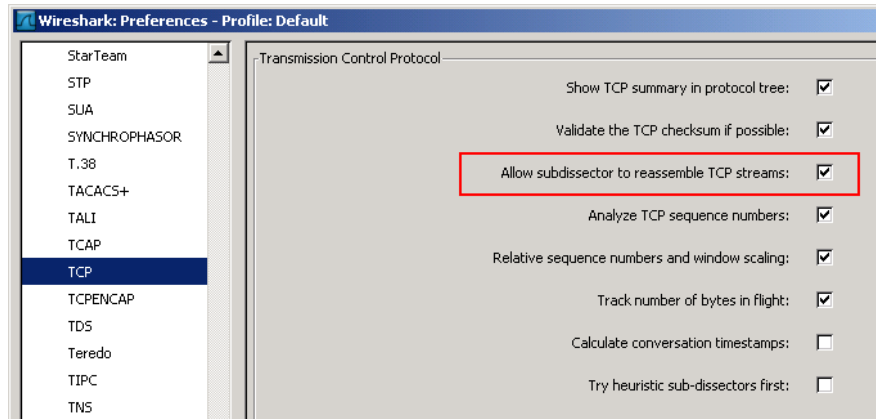 Wireshark: Preferences - Profile: Default
StarTeam
STP
SUA
SYNCHROPHASOR
T.38
TACACS+
TALI
TCAP
TCP
TCPENCAP
TDS
Teredo
TIPC
TNS
Transmission Control Protocol
Show TCP summary in protocol tree:
Validate the TCP checksum if possible:
Allow subdissector to reassemble TCP streams:
Analyze TCP sequence numbers:
Relative sequence numbers and window scaling:
Track number of bytes in flight:
Calculate conversation timestamps:
Try heuristic sub-dissectors first: